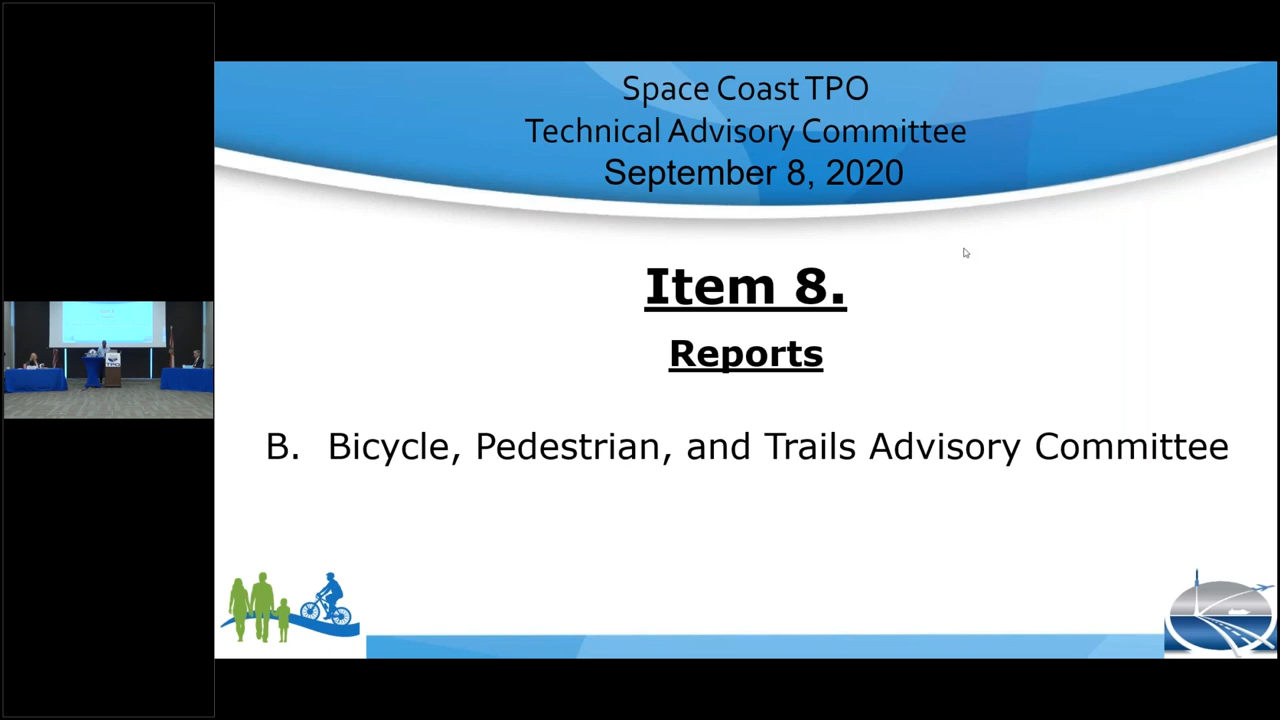 Space Coast TPO
Technical Advisory Committee
September 8, 2020
Item 8.
Reports
B. Bicycle, Pedestrian, and Trails Advisory Committee